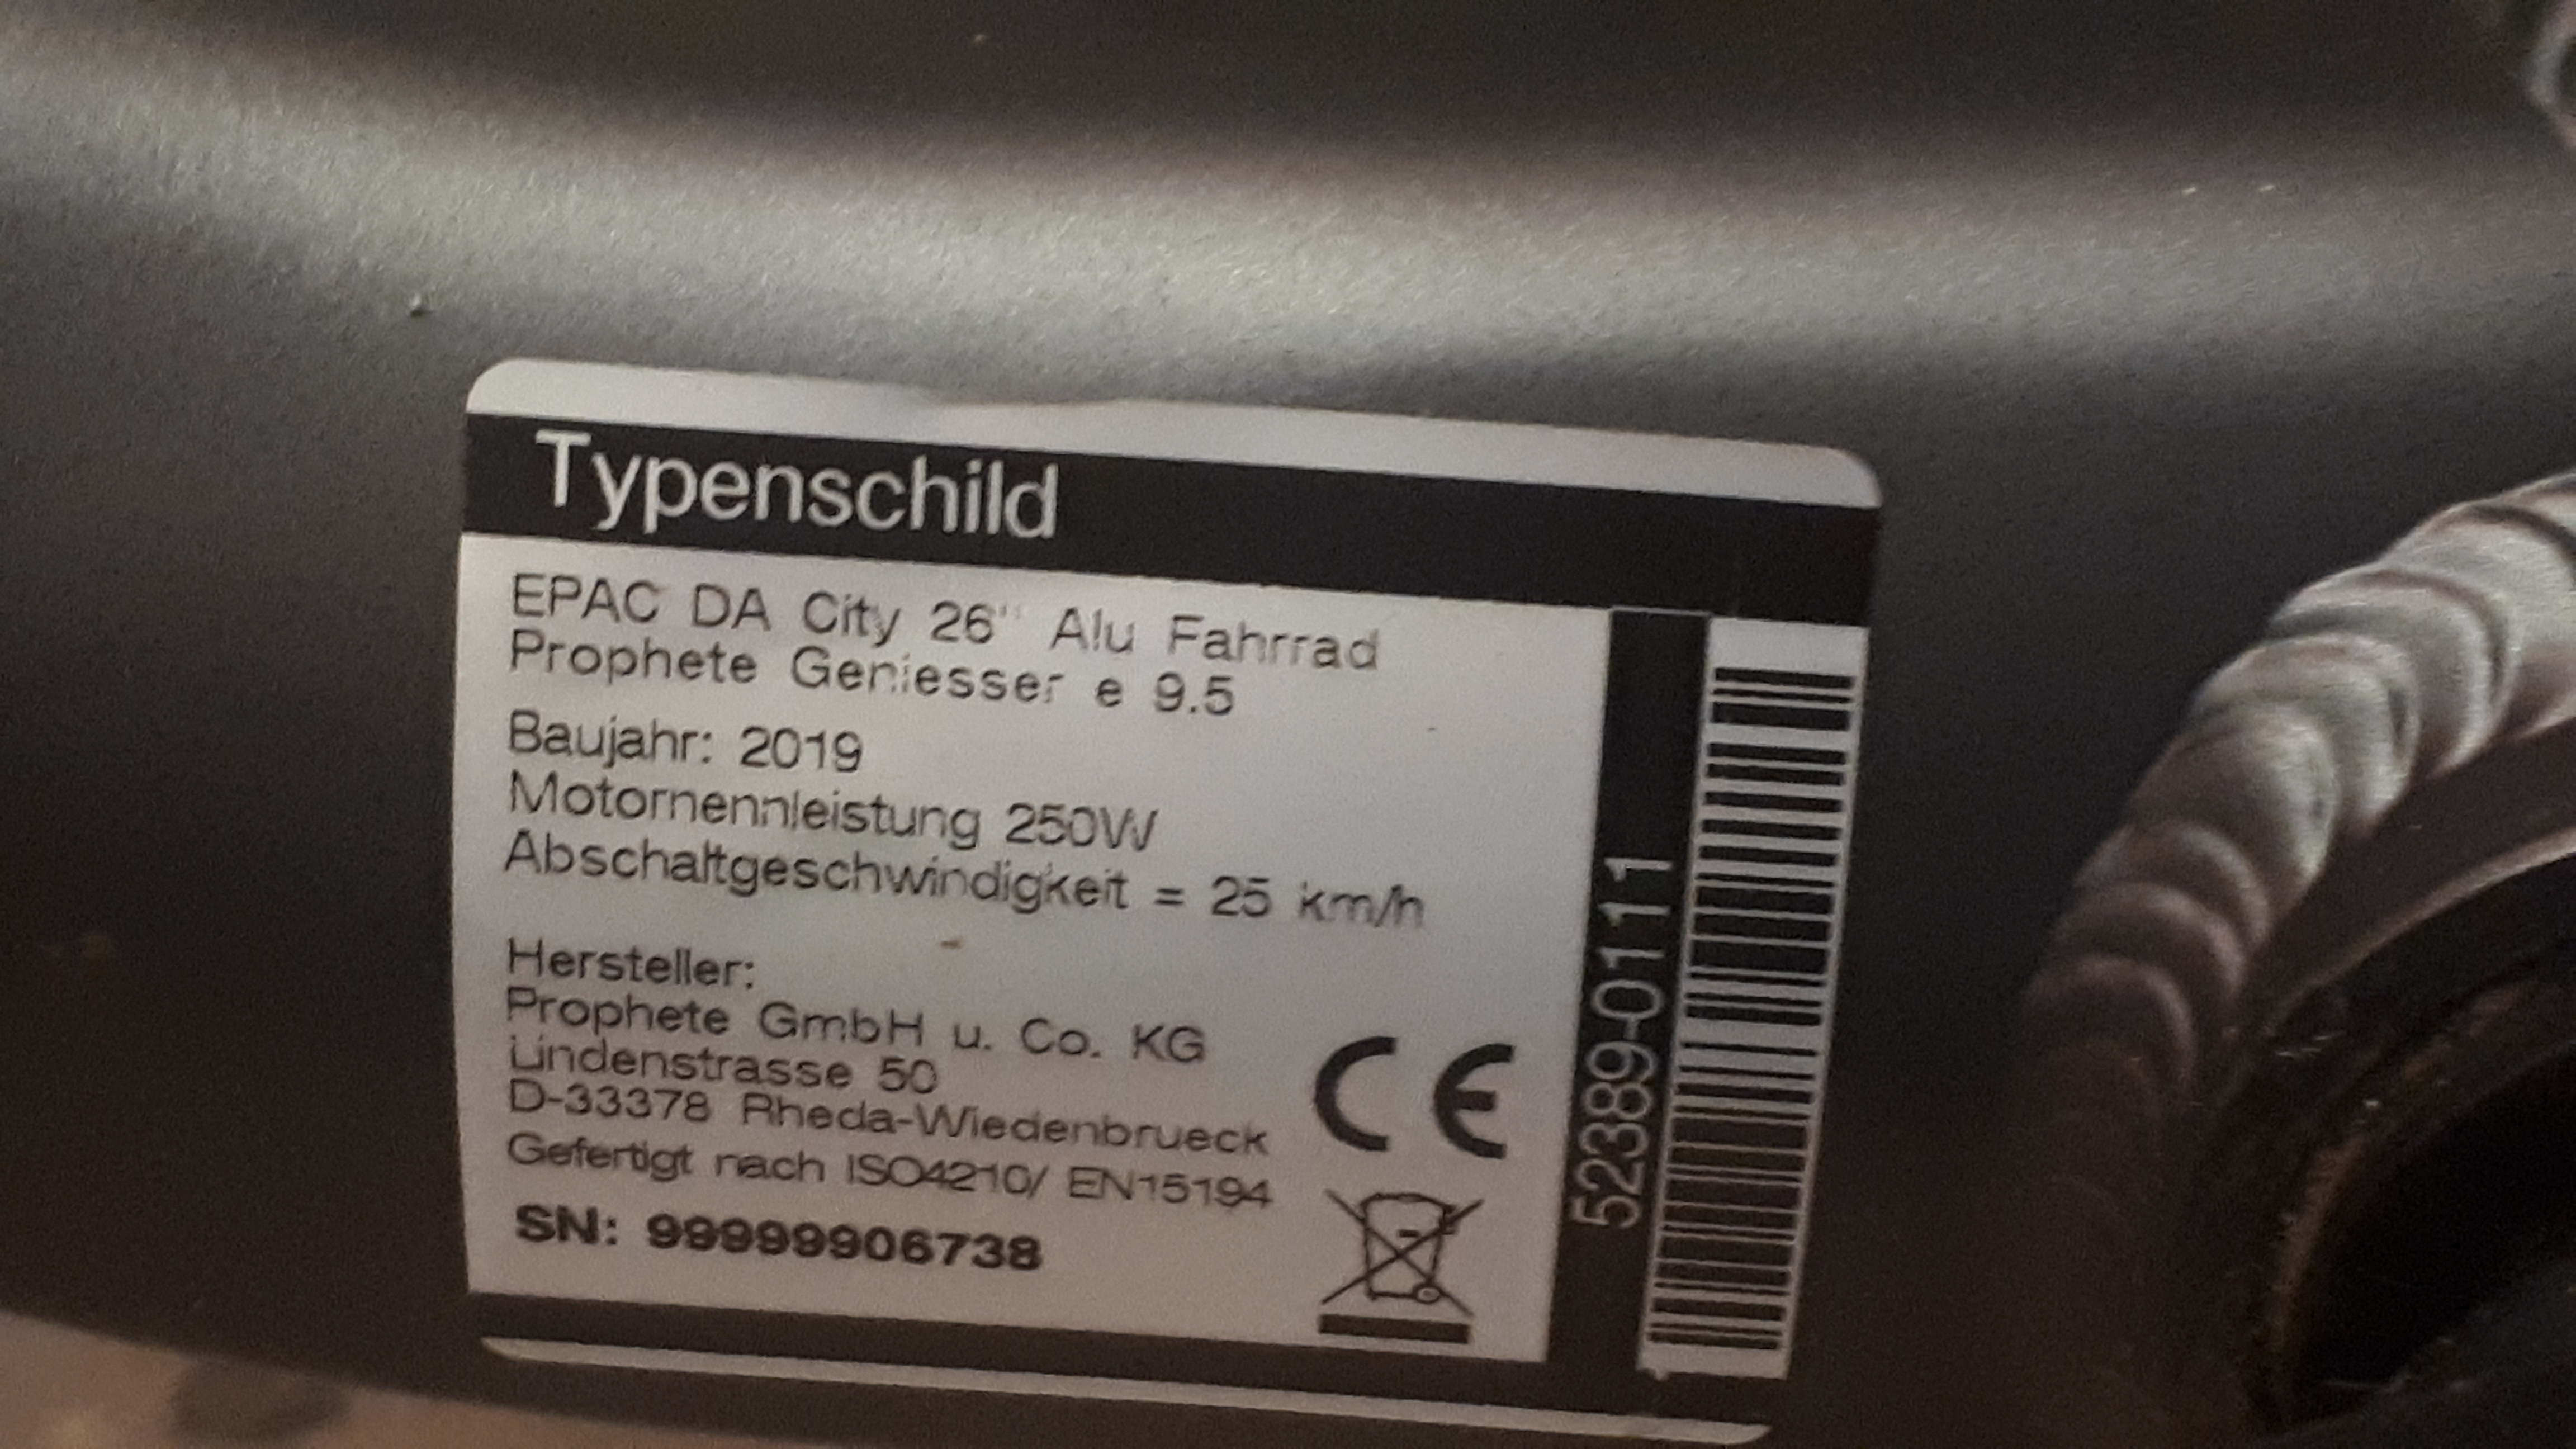 Typenschild
EPAC DA City 26" Alu Fahrrad
Prophete Geniesser e 9.5
Baujahr: 2019
Motornennleistung 250W
Abschaltgeschwindigkeit = 25 km/h
Hersteller:
Prophete GmbH u. Co. KG
Lindenstrasse 50
D-33378 Rheda-Wiedenbrueck
Gefertigt nach ISO4210/ EN15194
SN: 99999906738
CE
52389-0111